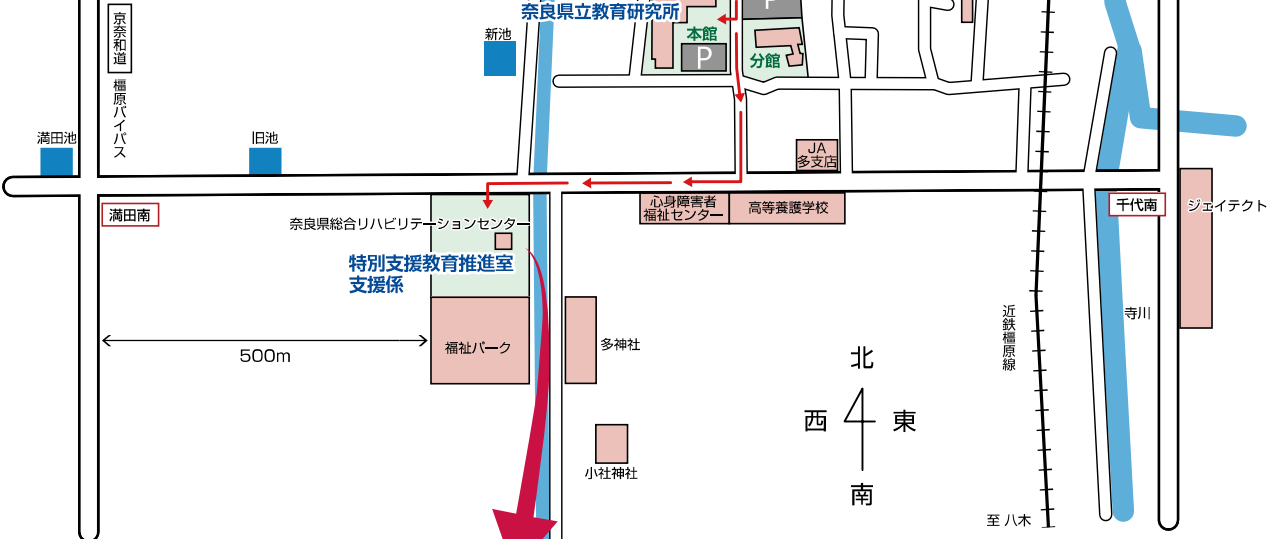 奈良県立教育研究所
P
京奈和道
橿原バイパス
新池
本館
P
分館
満田池
旧池
JA
多支店
満田南
心身障害者
福祉センター
高等養護学校
千代南
ジェイテクト
奈良県総合リハビリテーションセンター
特別支援教育推進室
支援係
近鉄橿原線
寺川
500m
福祉パーク
多神社
北
西
東
南
小社神社
至 八木